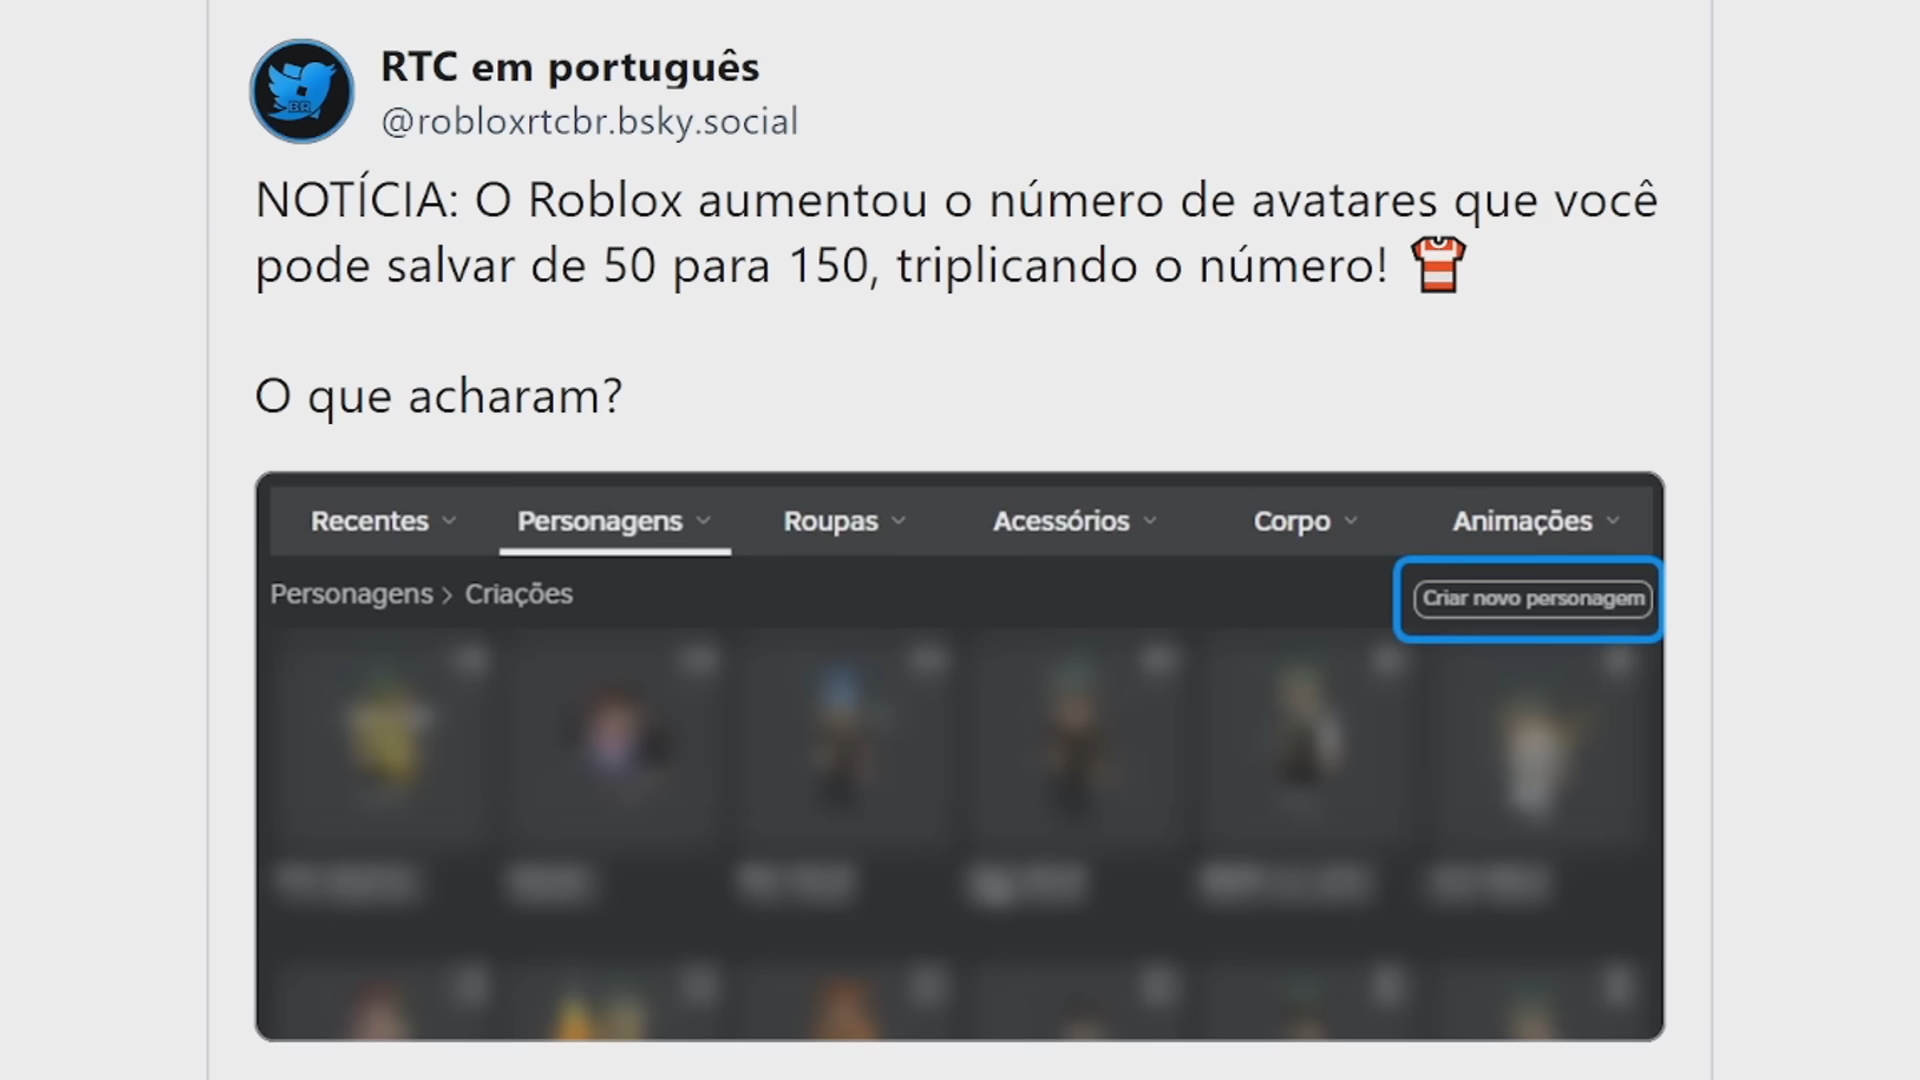 RTC em português
@robloxrtcbr.bsky.social
NOTÍCIA: O Roblox aumentou o número de avatares que você
pode salvar de 50 para 150, triplicando o número!
O que acharam?
Recentes Personagens Roupas Acessórios Corpo Animações
Personagens > Criações
Criar novo personagem
BR